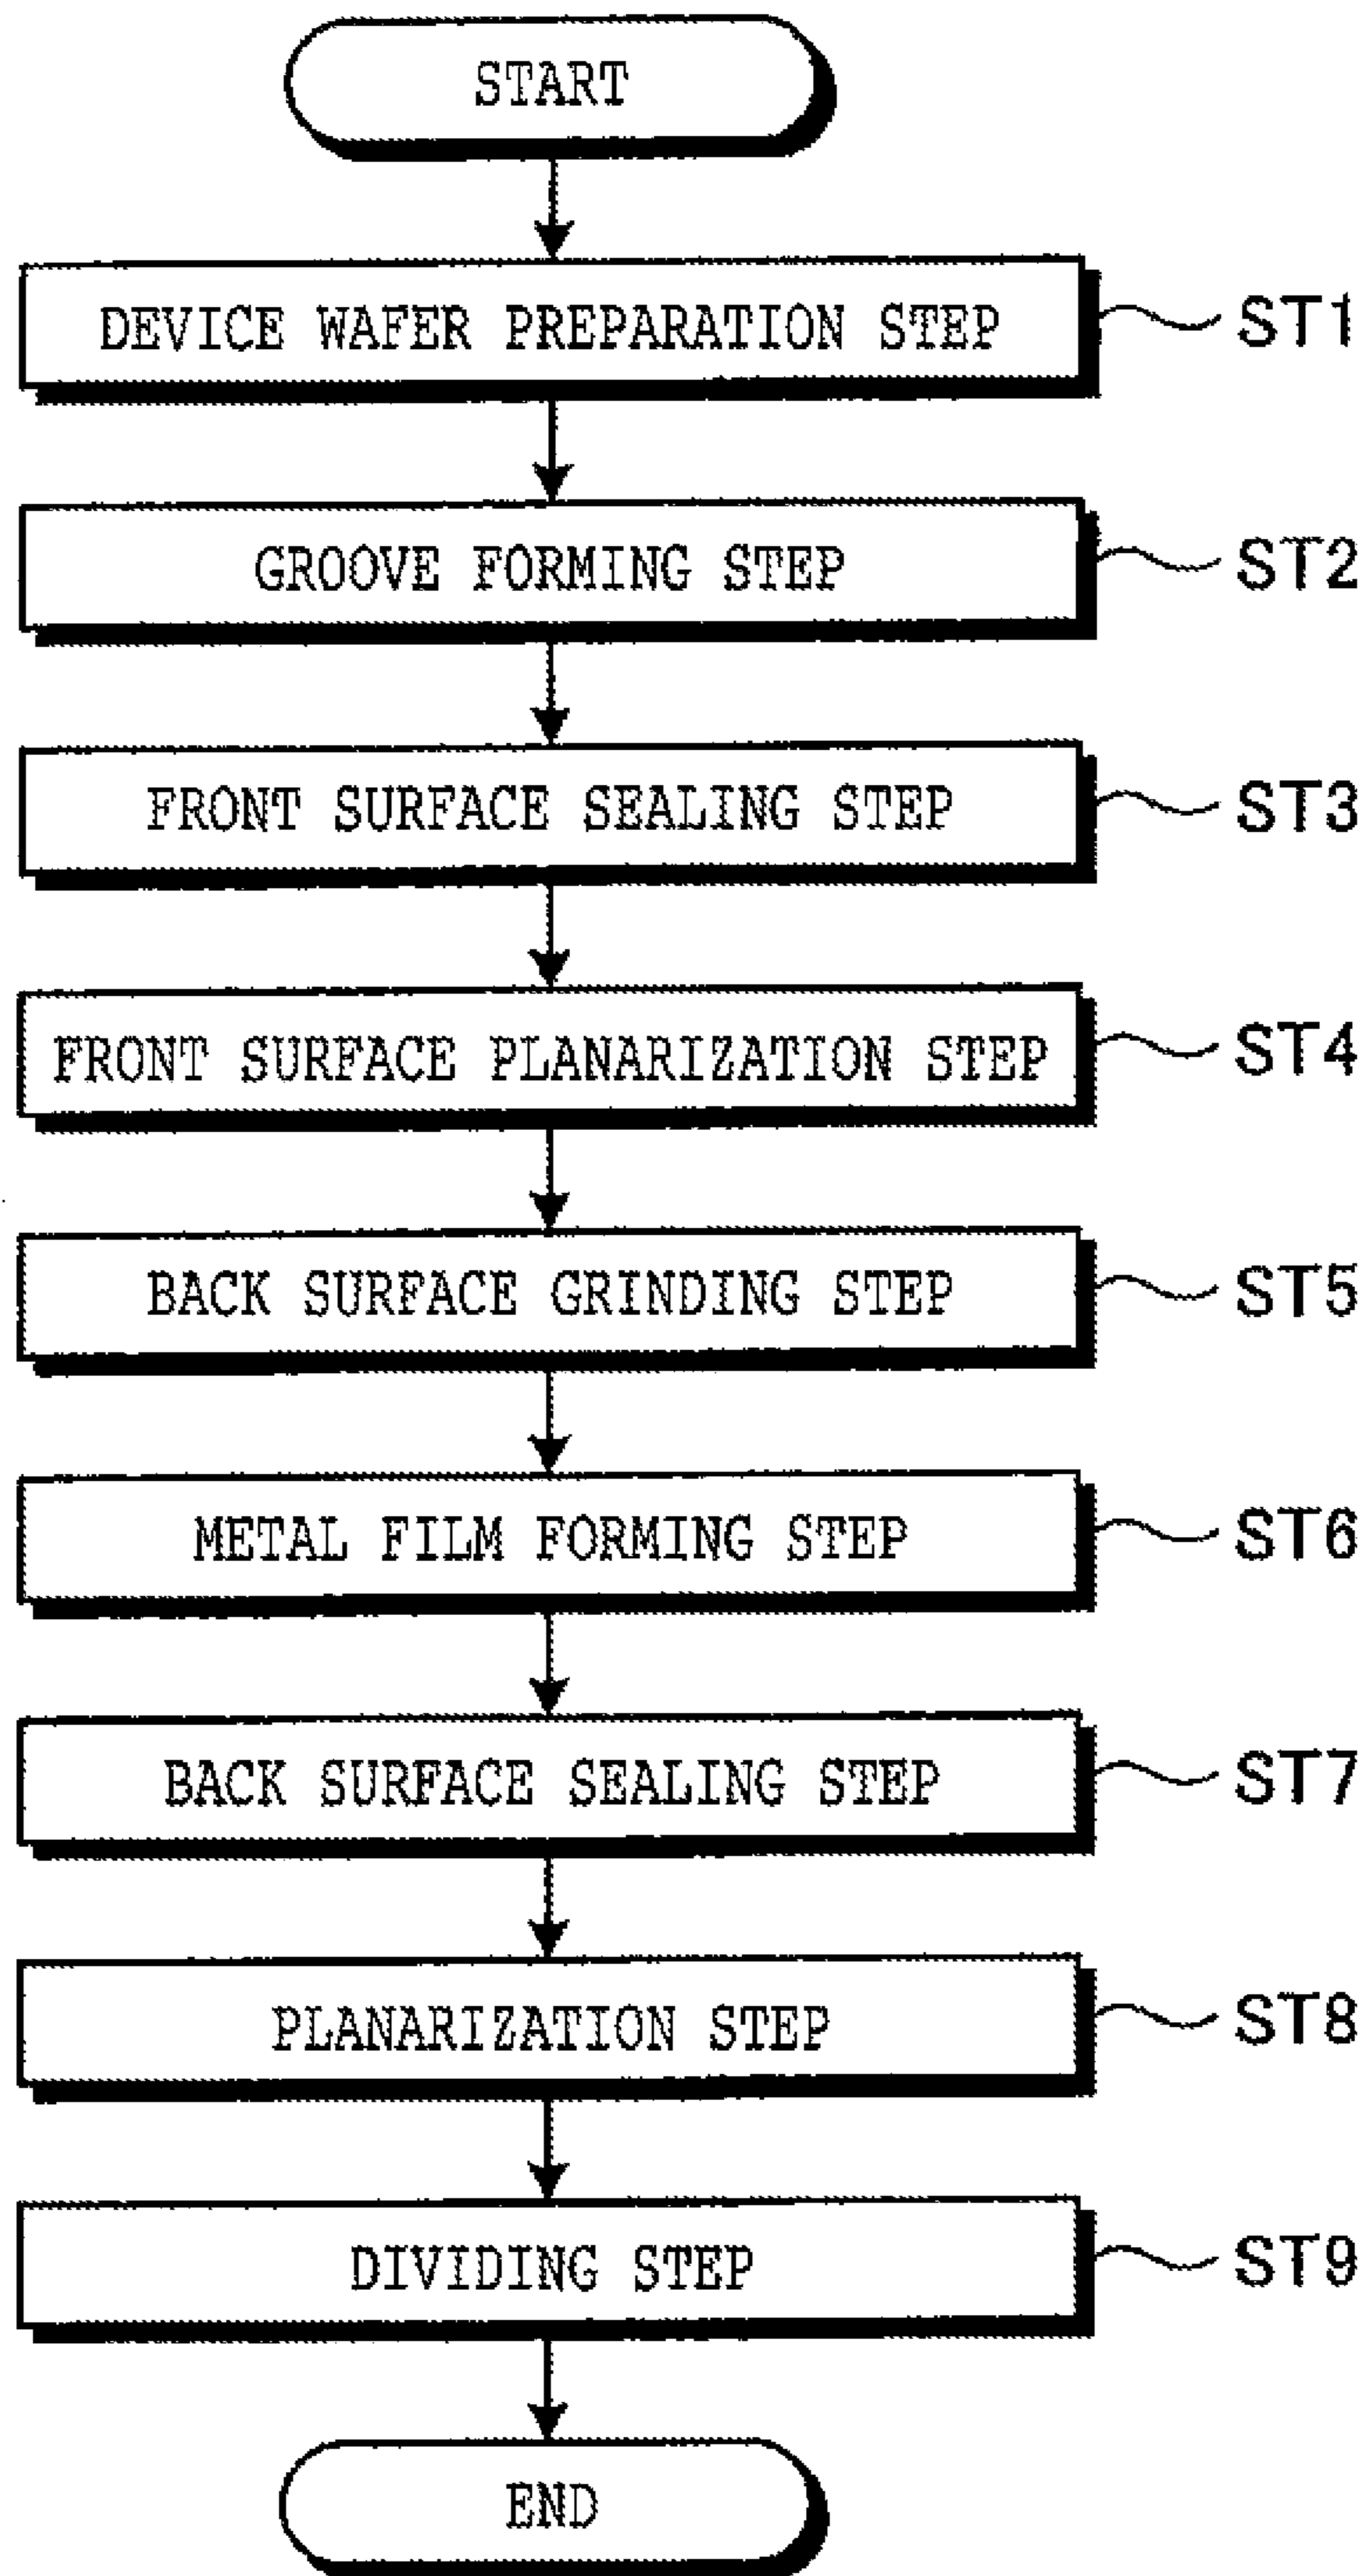 START
DEVICE WAFER PREPARATION STEP ST1
GROOVE FORMING STEP ST2
FRONT SURFACE SEALING STEP ST3
FRONT SURFACE PLANARIZATION STEP ST4
BACK SURFACE GRINDING STEP ST5
METAL FILM FORMING STEP ST6
BACK SURFACE SEALING STEP ST7
PLANARIZATION STEP ST8
DIVIDING STEP ST9
END